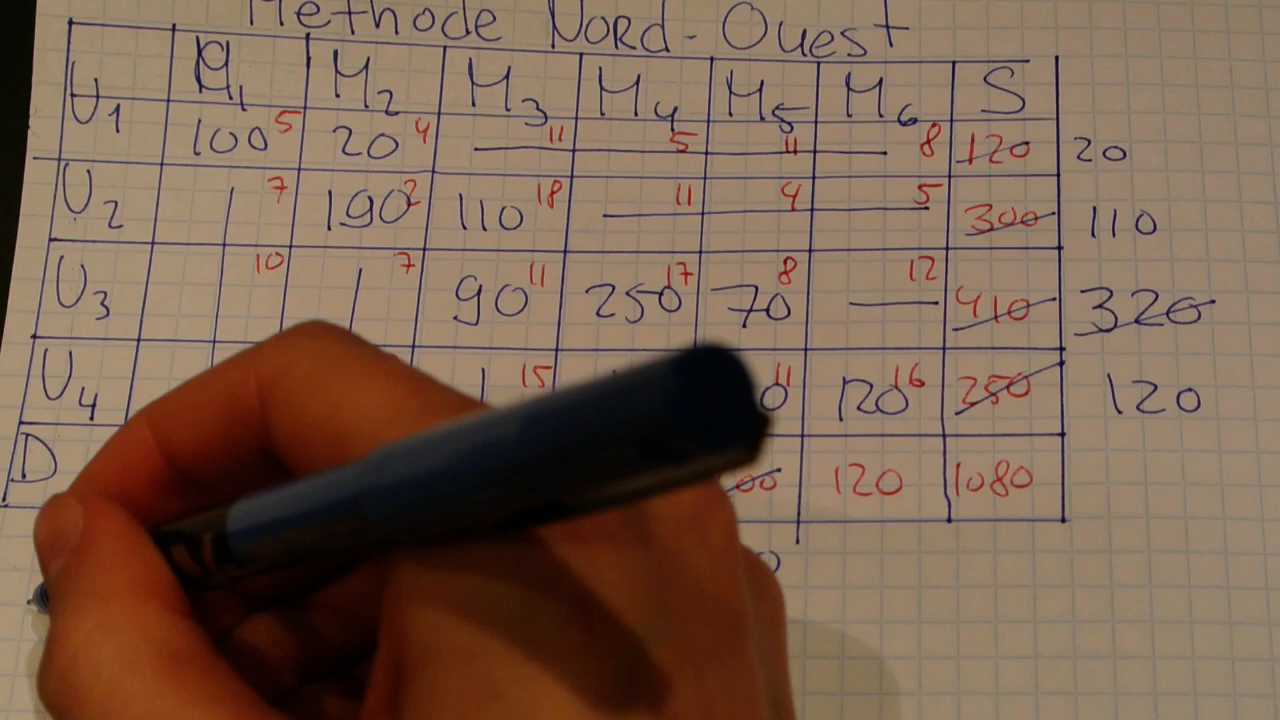 Methode Nord-Ouest
U1 M1 M2 M3 M4 M5 M6 S
100 5 20 4 11 5 11 8 120 20
U2 7 190 2 110 18 11 4 5 300 110
U3 10 7 90 11 250 17 70 8 12 410 320
U4 15 11 120 16 250 120
D 120 1080